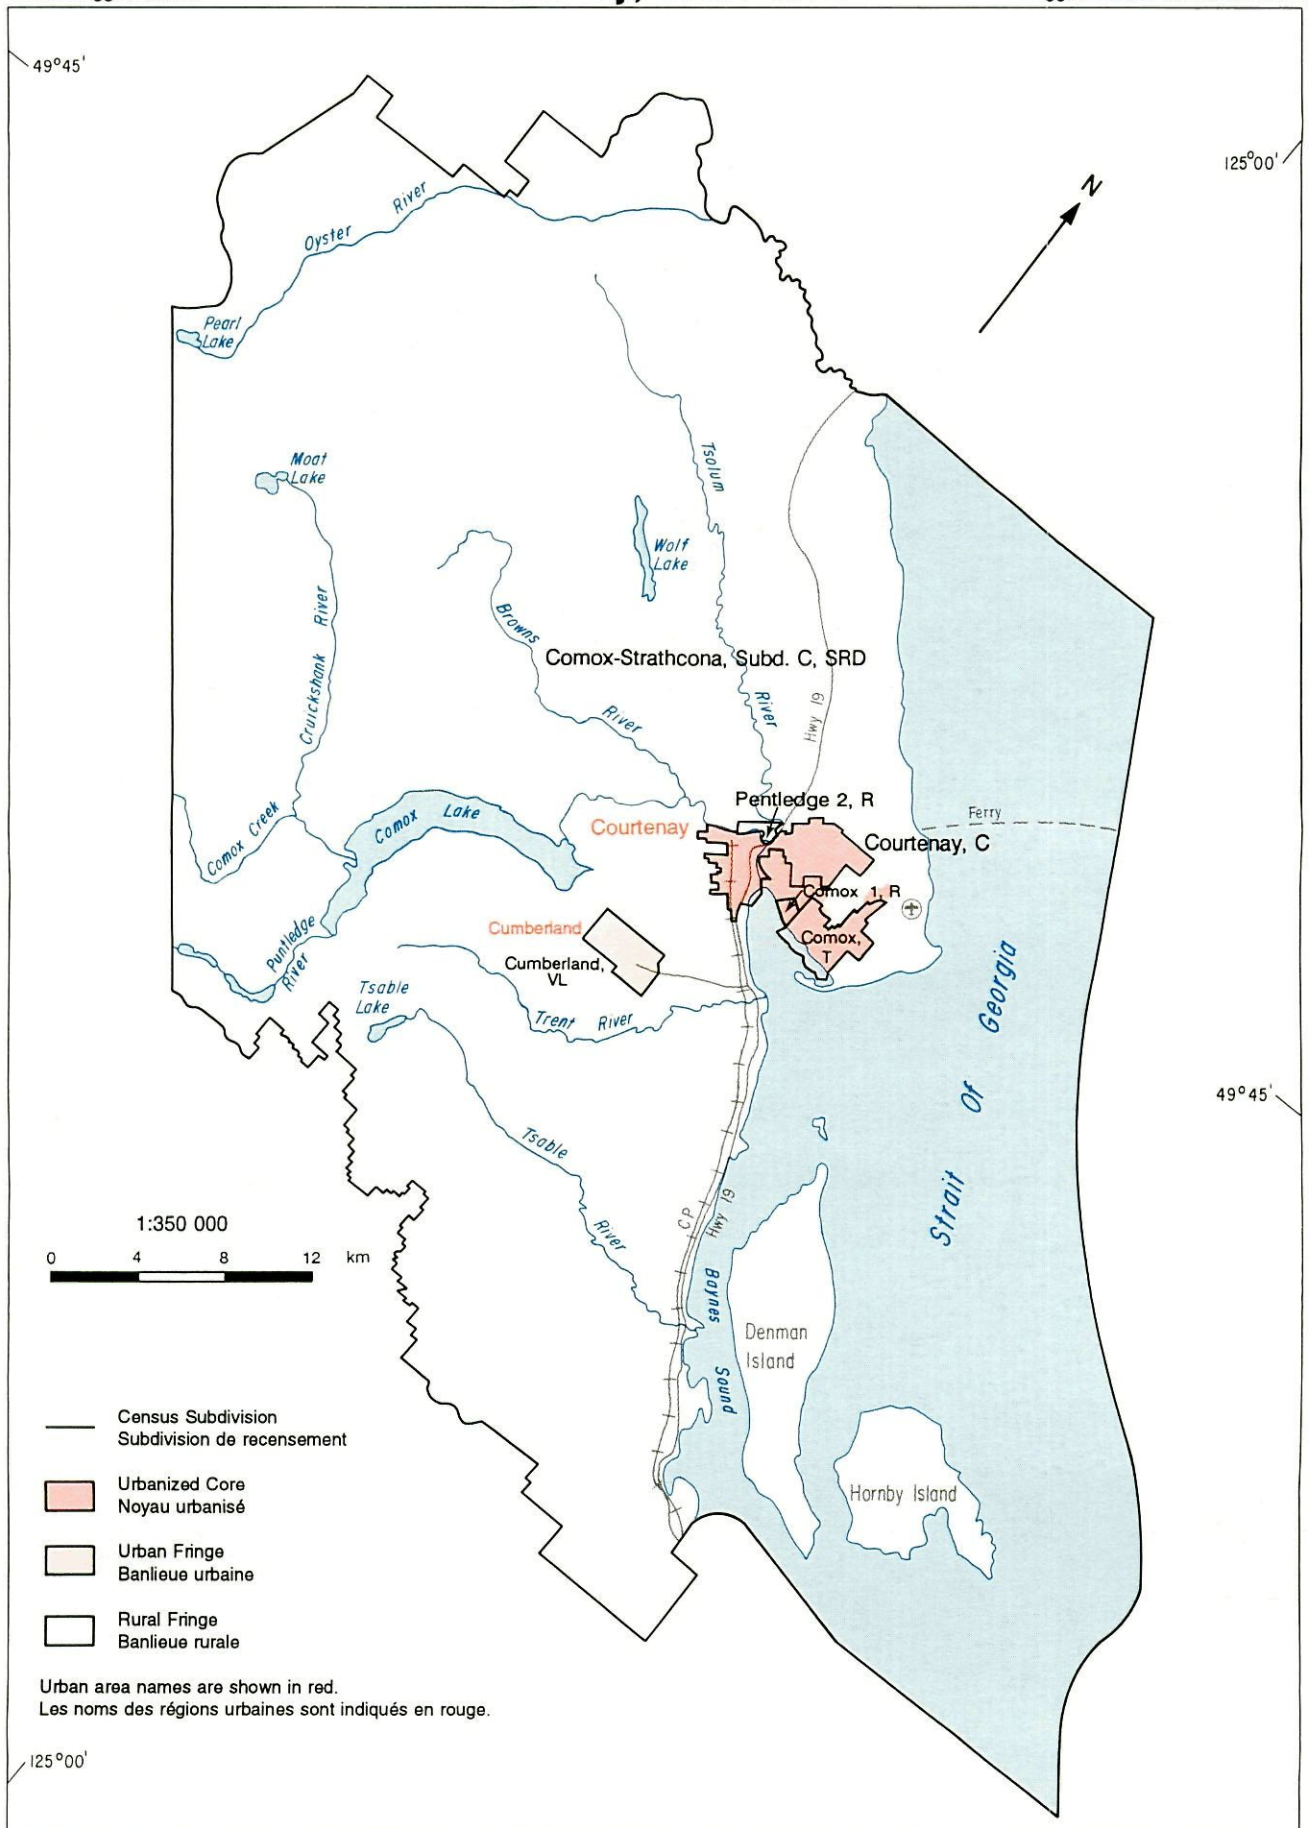 49°45'
125°00'
N
Oyster River
Pearl
Lake
Moat
Lake
Tsolum River
Wolf
Lake
Cruickshank River
Browns River
Comox-Strathcona, Subd. C, SRD
Hwy 19
Comox Creek
Comox Lake
Pentledge 2, R
Ferry
Courtenay
Courtenay, C
Comox 1, R
Comox,
T
Cumberland
Cumberland,
VL
Puntledge
River
Tsable
Lake
Trent River
Strait Of Georgia
49°45'
Tsable River
CP
Hwy 19
1:350 000
0 4 8 12 km
Baynes Sound
Denman
Island
Hornby Island
Census Subdivision
Subdivision de recensement
Urbanized Core
Noyau urbanisé
Urban Fringe
Banlieue urbaine
Rural Fringe
Banlieue rurale
Urban area names are shown in red.
Les noms des régions urbaines sont indiqués en rouge.
125°00'